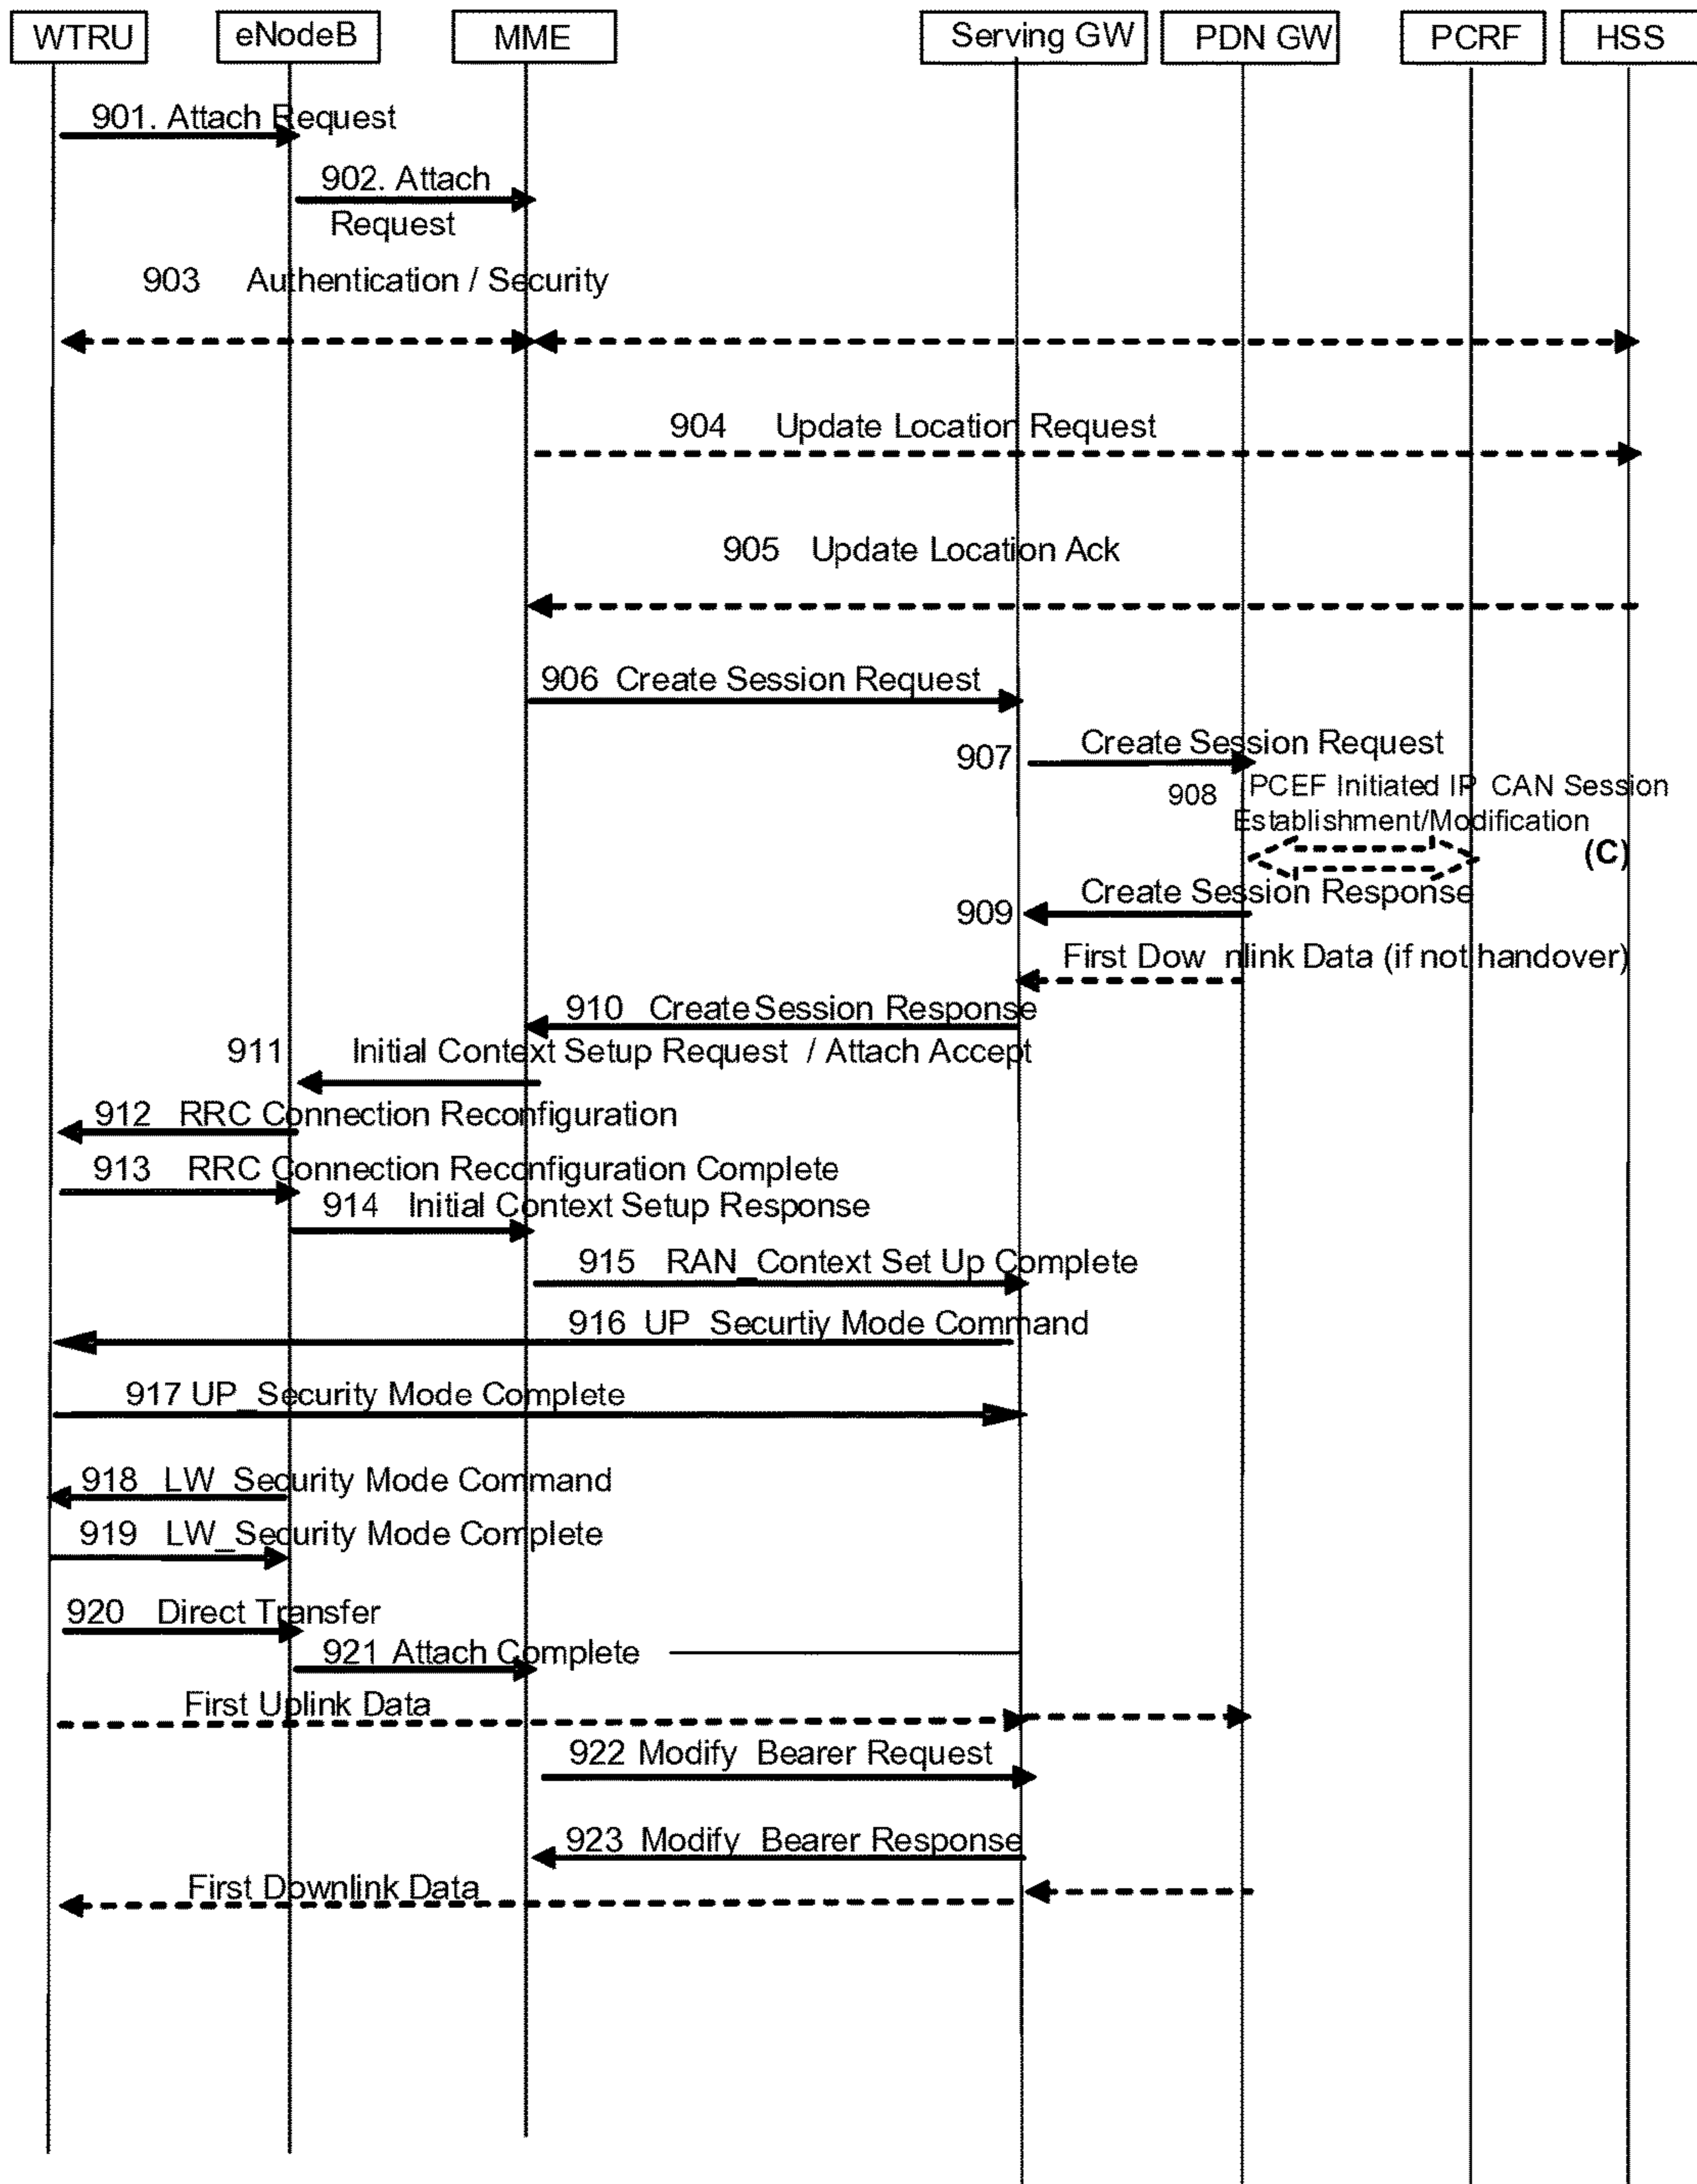 WTRU eNodeB MME Serving GW PDN GW PCRF HSS
901. Attach Request
902. Attach
Request
903 Authentication / Security
904 Update Location Request
905 Update Location Ack
906 Create Session Request
907 Create Session Request
908 PCEF Initiated IP CAN Session
Establishment/Modification
(C)
Create Session Response
909
First Dow nlink Data (if not handover)
910 Create Session Response
911 Initial Context Setup Request / Attach Accept
912 RRC Connection Reconfiguration
913 RRC Connection Reconfiguration Complete
914 Initial Context Setup Response
915 RAN_Context Set Up Complete
916 UP_Securtiy Mode Command
917 UP_Security Mode Complete
918 LW_Security Mode Command
919 LW_Security Mode Complete
920 Direct Transfer
921 Attach Complete
First Uplink Data
922 Modify Bearer Request
923 Modify Bearer Response
First Downlink Data